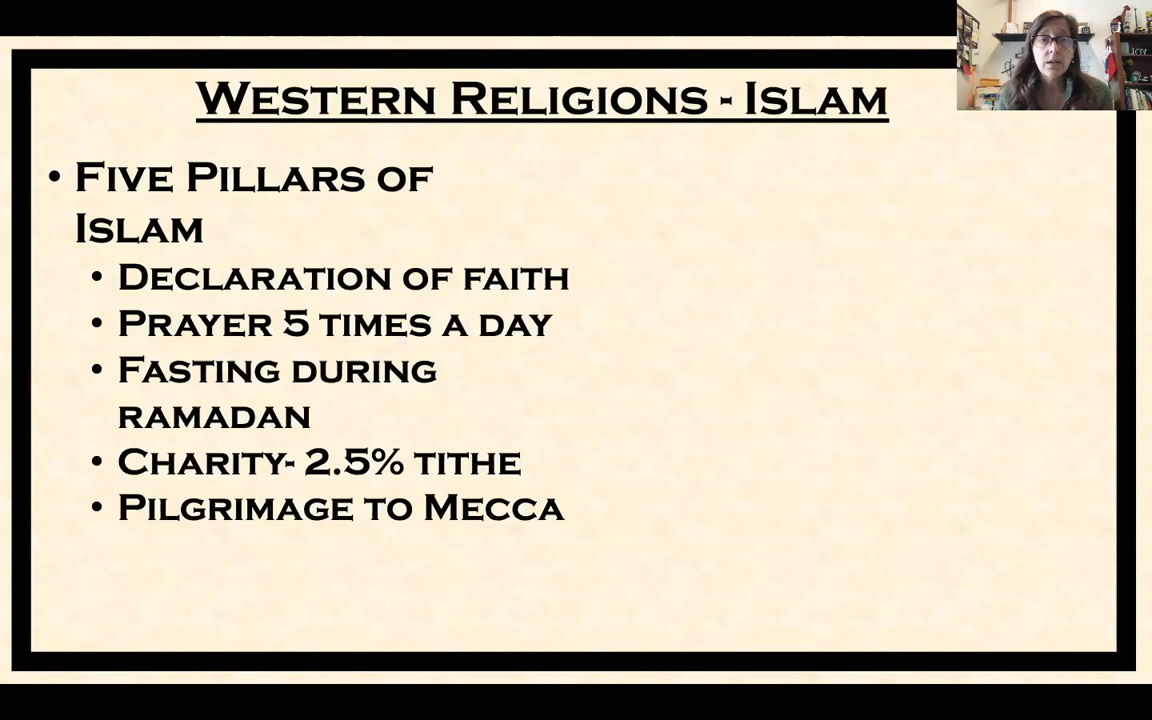 Western Religions - Islam
• Five Pillars of
Islam
• Declaration of faith
• Prayer 5 times a day
• Fasting during
ramadan
• Charity- 2.5% tithe
• Pilgrimage to Mecca
JOY